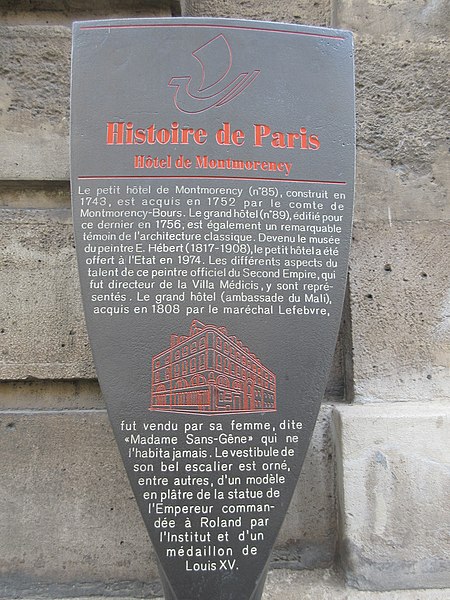 Histoire de Paris
Hôtel de Montmorency
Le petit hôtel de Montmorency (n°85), construit en
1743, est acquis en 1752 par le comte de
Montmorency-Bours. Le grand hôtel (n°89), édifié pour
ce dernier en 1756, est également un remarquable
témoin de l'architecture classique. Devenu le musée
du peintre E. Hébert (1817-1908), le petit hôtel a été
offert à l'Etat en 1974. Les différents aspects du
talent de ce peintre officiel du Second Empire, qui
fut directeur de la Villa Médicis, y sont repré-
sentés. Le grand hôtel (ambassade du Mali),
acquis en 1808 par le maréchal Lefebvre,
fut vendu par sa femme, dite
«Madame Sans-Gêne» qui ne
l'habita jamais. Le vestibule de
son bel escalier est orné,
entre autres, d'un modèle
en plâtre de la statue de
l'Empereur comman-
dée à Roland par
l'Institut et d'un
médaillon de
Louis XV.